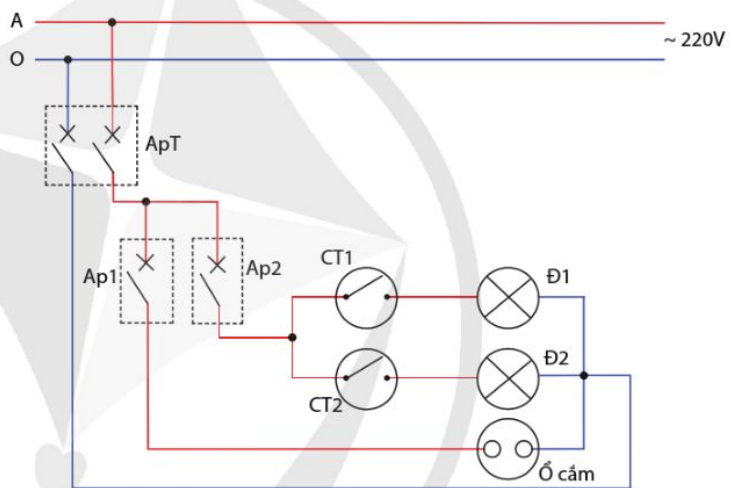 A
~ 220V
O
ApT
Ap1
Ap2
CT1
Đ1
Đ2
CT2
Ổ cắm